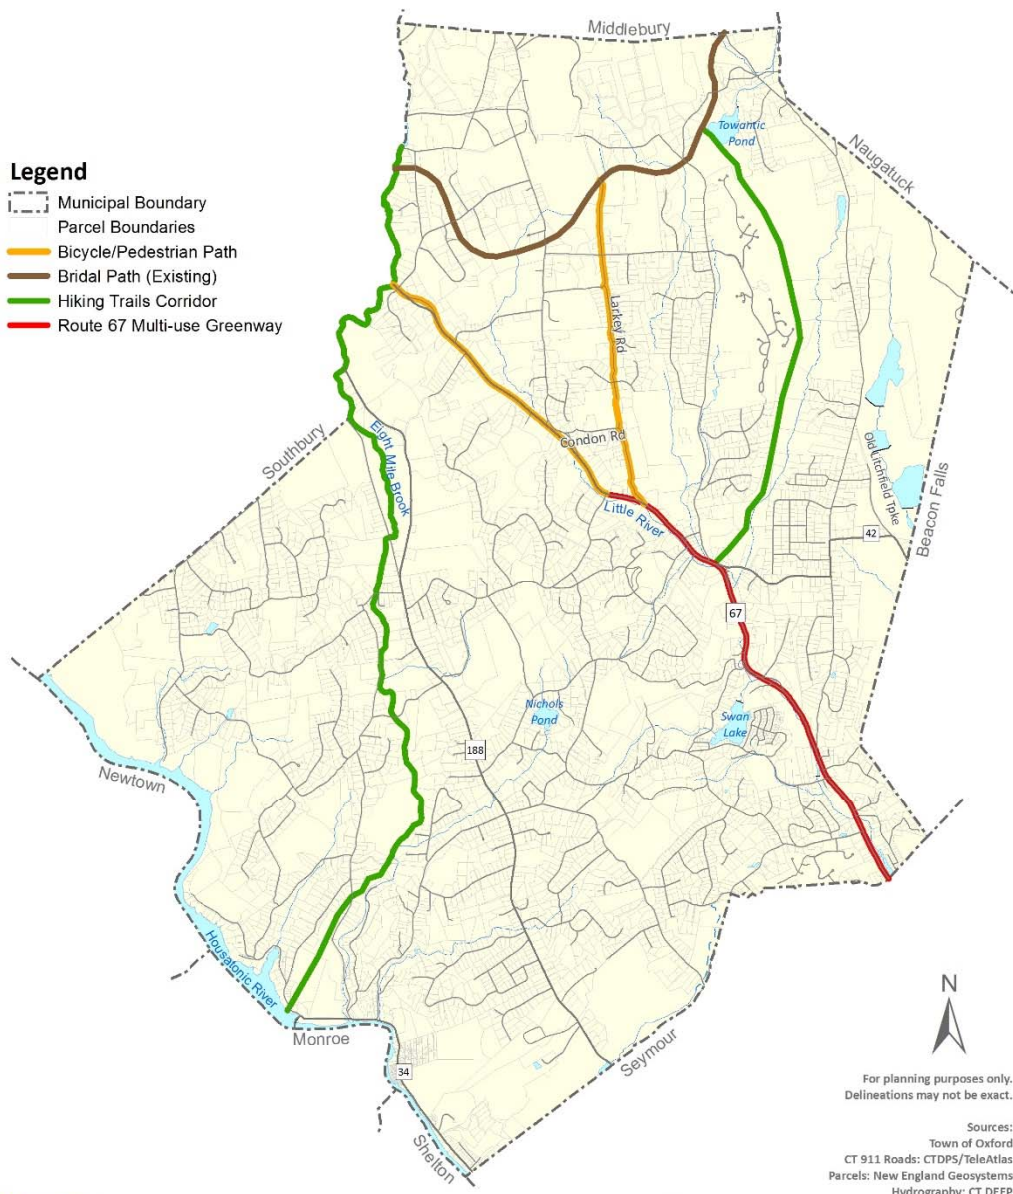 Middlebury
Towantic
Pond
Naugatuck
Legend
Municipal Boundary
Parcel Boundaries
Bicycle/Pedestrian Path
Bridal Path (Existing)
Hiking Trails Corridor
Route 67 Multi-use Greenway
Larkey Rd
Condon Rd
Southbury
Eight Mile Brook
Little River
Old Litchfield Tpke
42
Beacon Falls
67
Nichols
Pond
Swan
Lake
188
Newtown
Housatonic River
Monroe
34
Seymour
Shelton
N
For planning purposes only.
Delineations may not be exact.
Sources:
Town of Oxford
CT 911 Roads: CTDPS/TeleAtlas
Parcels: New England Geosystems
Hydrography: CT DEEP